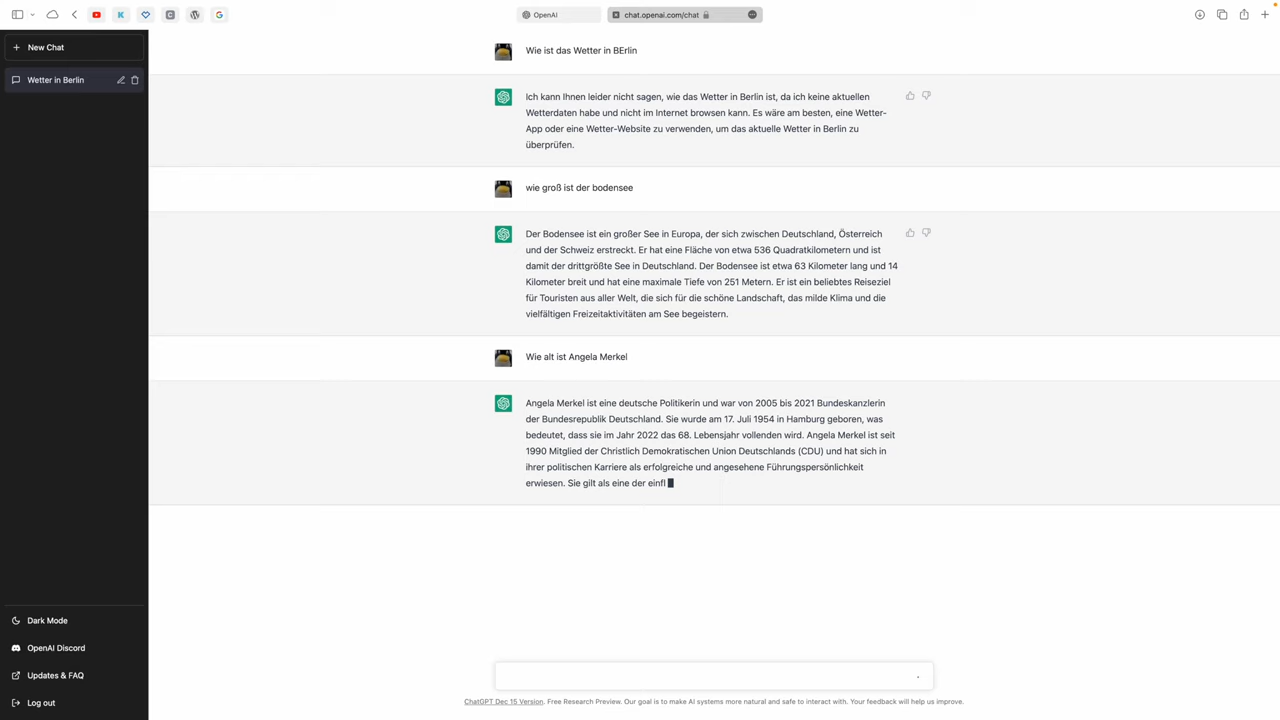 OpenAI
chat.openai.com/chat
New Chat
Wetter in Berlin
Wie ist das Wetter in BErlin
Ich kann Ihnen leider nicht sagen, wie das Wetter in Berlin ist, da ich keine aktuellen
Wetterdaten habe und nicht im Internet browsen kann. Es wäre am besten, eine Wetter-
App oder eine Wetter-Website zu verwenden, um das aktuelle Wetter in Berlin zu
überprüfen.
wie groß ist der bodensee
Der Bodensee ist ein großer See in Europa, der sich zwischen Deutschland, Österreich
und der Schweiz erstreckt. Er hat eine Fläche von etwa 536 Quadratkilometern und ist
damit der drittgrößte See in Deutschland. Der Bodensee ist etwa 63 Kilometer lang und 14
Kilometer breit und hat eine maximale Tiefe von 251 Metern. Er ist ein beliebtes Reiseziel
für Touristen aus aller Welt, die sich für die schöne Landschaft, das milde Klima und die
vielfältigen Freizeitaktivitäten am See begeistern.
Wie alt ist Angela Merkel
Angela Merkel ist eine deutsche Politikerin und war von 2005 bis 2021 Bundeskanzlerin
der Bundesrepublik Deutschland. Sie wurde am 17. Juli 1954 in Hamburg geboren, was
bedeutet, dass sie im Jahr 2022 das 68. Lebensjahr vollenden wird. Angela Merkel ist seit
1990 Mitglied der Christlich Demokratischen Union Deutschlands (CDU) und hat sich in
ihrer politischen Karriere als erfolgreiche und angesehene Führungspersönlichkeit
erwiesen. Sie gilt als eine der einfl
Dark Mode
OpenAI Discord
Updates & FAQ
Log out
ChatGPT Dec 15 Version. Free Research Preview. Our goal is to make AI systems more natural and safe to interact with. Your feedback will help us improve.